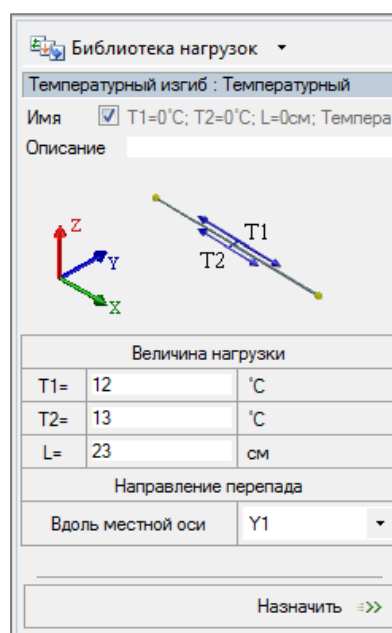 Библиотека нагрузок
Температурный изгиб : Температурный
Имя T1=0˚C; T2=0˚C; L=0см; Темпера
Описание
Z
Y
X
T1
T2
Величина нагрузки
T1= 12 ˚C
T2= 13 ˚C
L= 23 см
Направление перепада
Вдоль местной оси Y1
Назначить